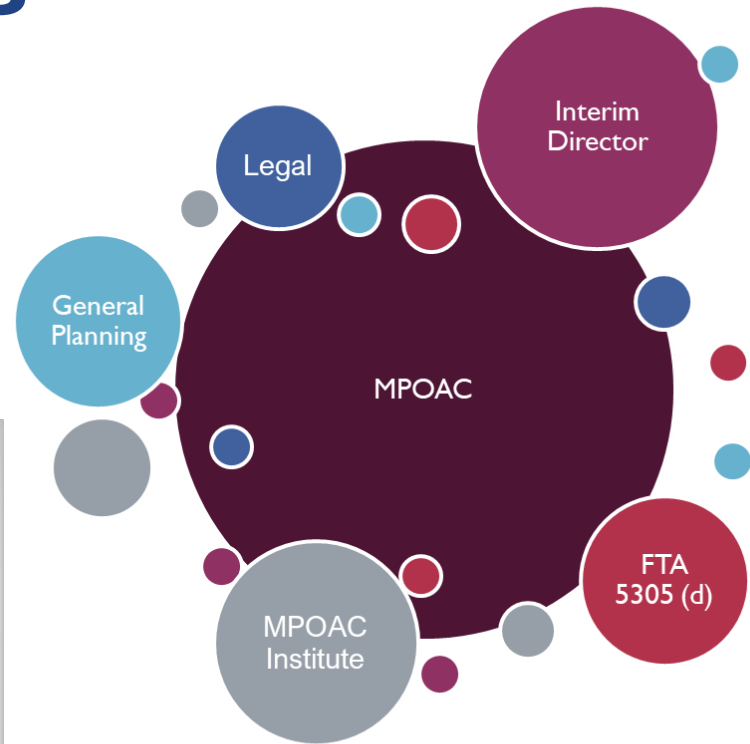 Interim
Director
Legal
General
Planning
MPOAC
FTA
5305 (d)
MPOAC
Institute